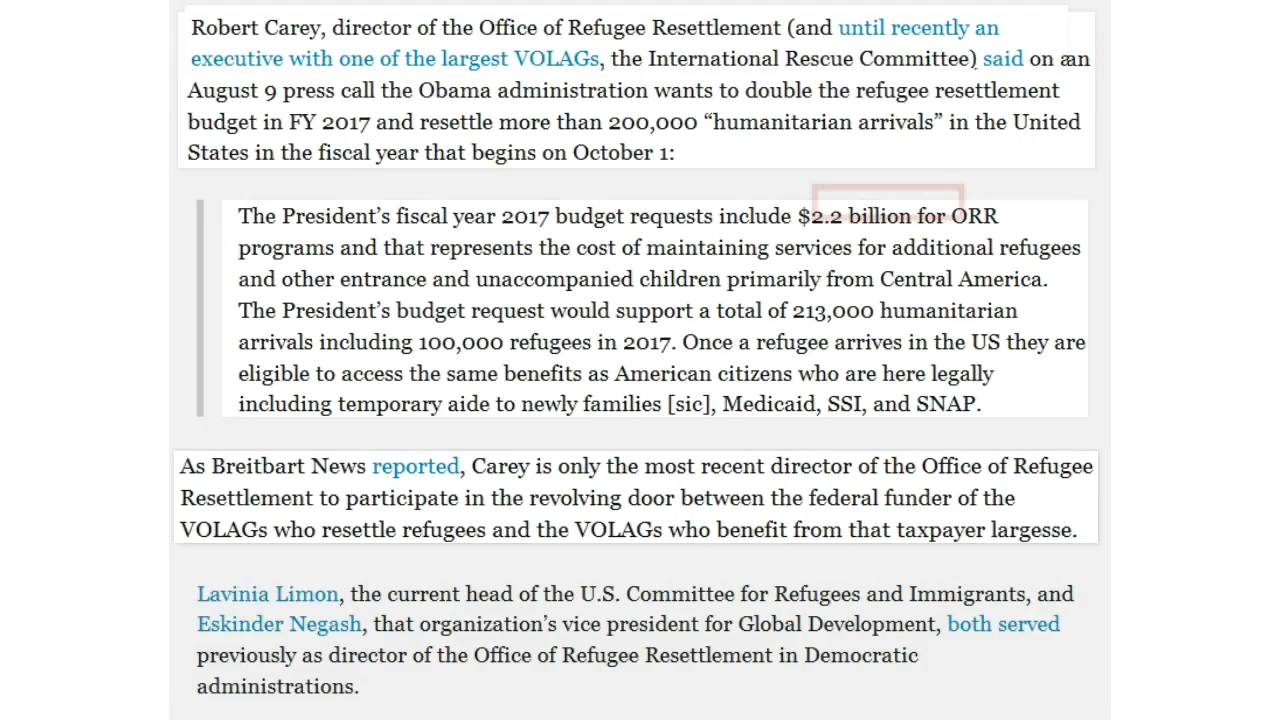 Robert Carey, director of the Office of Refugee Resettlement (and until recently an
executive with one of the largest VOLAGs, the International Rescue Committee) said on an
August 9 press call the Obama administration wants to double the refugee resettlement
budget in FY 2017 and resettle more than 200,000 “humanitarian arrivals” in the United
States in the fiscal year that begins on October 1:
The President’s fiscal year 2017 budget requests include $2.2 billion for ORR
programs and that represents the cost of maintaining services for additional refugees
and other entrance and unaccompanied children primarily from Central America.
The President’s budget request would support a total of 213,000 humanitarian
arrivals including 100,000 refugees in 2017. Once a refugee arrives in the US they are
eligible to access the same benefits as American citizens who are here legally
including temporary aide to newly families [sic], Medicaid, SSI, and SNAP.
As Breitbart News reported, Carey is only the most recent director of the Office of Refugee
Resettlement to participate in the revolving door between the federal funder of the
VOLAGs who resettle refugees and the VOLAGs who benefit from that taxpayer largesse.
Lavinia Limon, the current head of the U.S. Committee for Refugees and Immigrants, and
Eskinder Negash, that organization’s vice president for Global Development, both served
previously as director of the Office of Refugee Resettlement in Democratic
administrations.